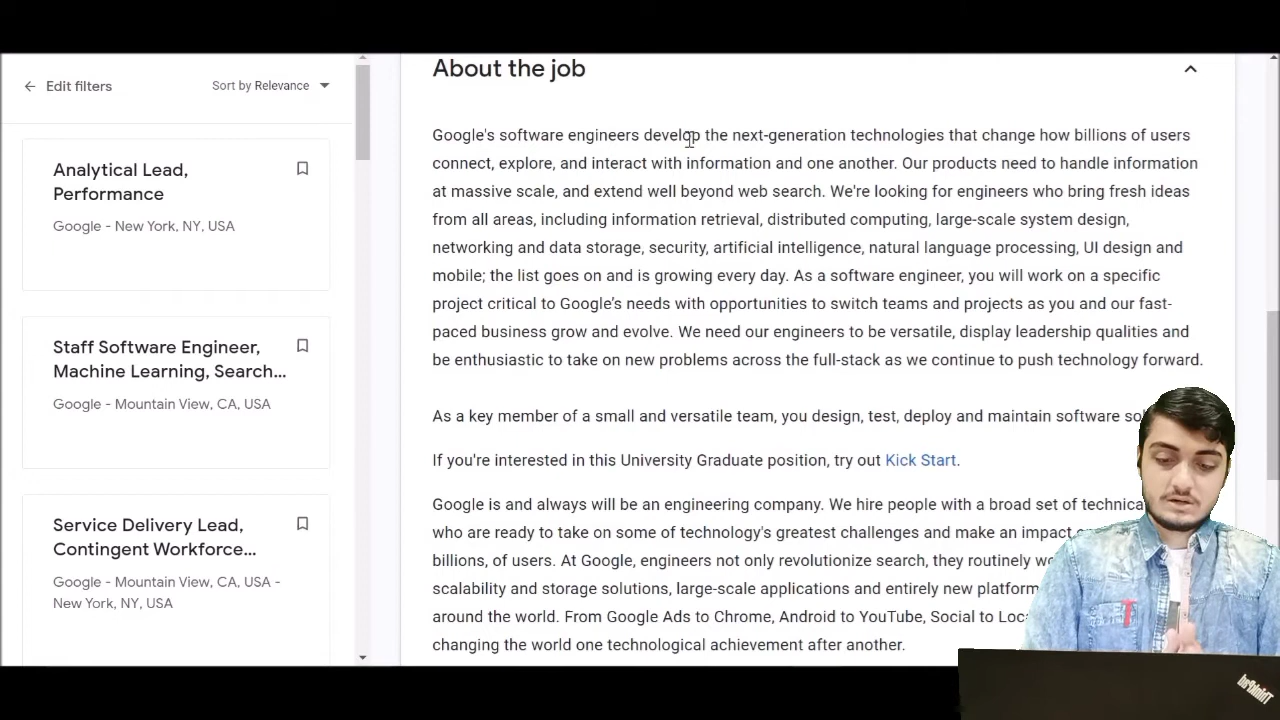 Edit filters
Sort by Relevance
Analytical Lead,
Performance
Google - New York, NY, USA
Staff Software Engineer,
Machine Learning, Search...
Google - Mountain View, CA, USA
Service Delivery Lead,
Contingent Workforce...
Google - Mountain View, CA, USA -
New York, NY, USA
About the job
Google's software engineers develop the next-generation technologies that change how billions of users
connect, explore, and interact with information and one another. Our products need to handle information
at massive scale, and extend well beyond web search. We're looking for engineers who bring fresh ideas
from all areas, including information retrieval, distributed computing, large-scale system design,
networking and data storage, security, artificial intelligence, natural language processing, UI design and
mobile; the list goes on and is growing every day. As a software engineer, you will work on a specific
project critical to Google’s needs with opportunities to switch teams and projects as you and our fast-
paced business grow and evolve. We need our engineers to be versatile, display leadership qualities and
be enthusiastic to take on new problems across the full-stack as we continue to push technology forward.
As a key member of a small and versatile team, you design, test, deploy and maintain software
If you're interested in this University Graduate position, try out Kick Start.
Google is and always will be an engineering company. We hire people with a broad set of
who are ready to take on some of technology's greatest challenges and make an impact
billions, of users. At Google, engineers not only revolutionize search, they routinely
scalability and storage solutions, large-scale applications and entirely new
around the world. From Google Ads to Chrome, Android to YouTube, Social to
changing the world one technological achievement after another.
ThinkPad